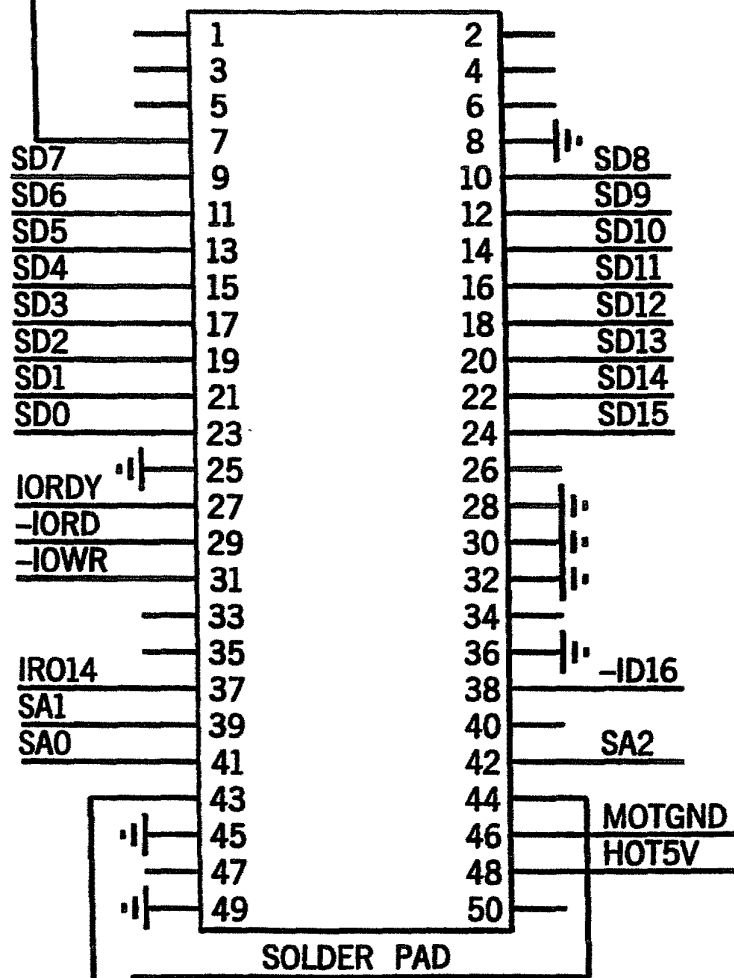 1 2
3 4
5 6
7 8
SD7 9 10 SD8
SD6 11 12 SD9
SD5 13 14 SD10
SD4 15 16 SD11
SD3 17 18 SD12
SD2 19 20 SD13
SD1 21 22 SD14
SD0 23 24 SD15
25 26
IORDY 27 28
-IORD 29 30
-IOWR 31 32
33 34
35 36
IRO14 37 38 -ID16
SA1 39 40
SA0 41 42 SA2
43 44
45 46 MOTGND
47 48 HOT5V
49 50
SOLDER PAD